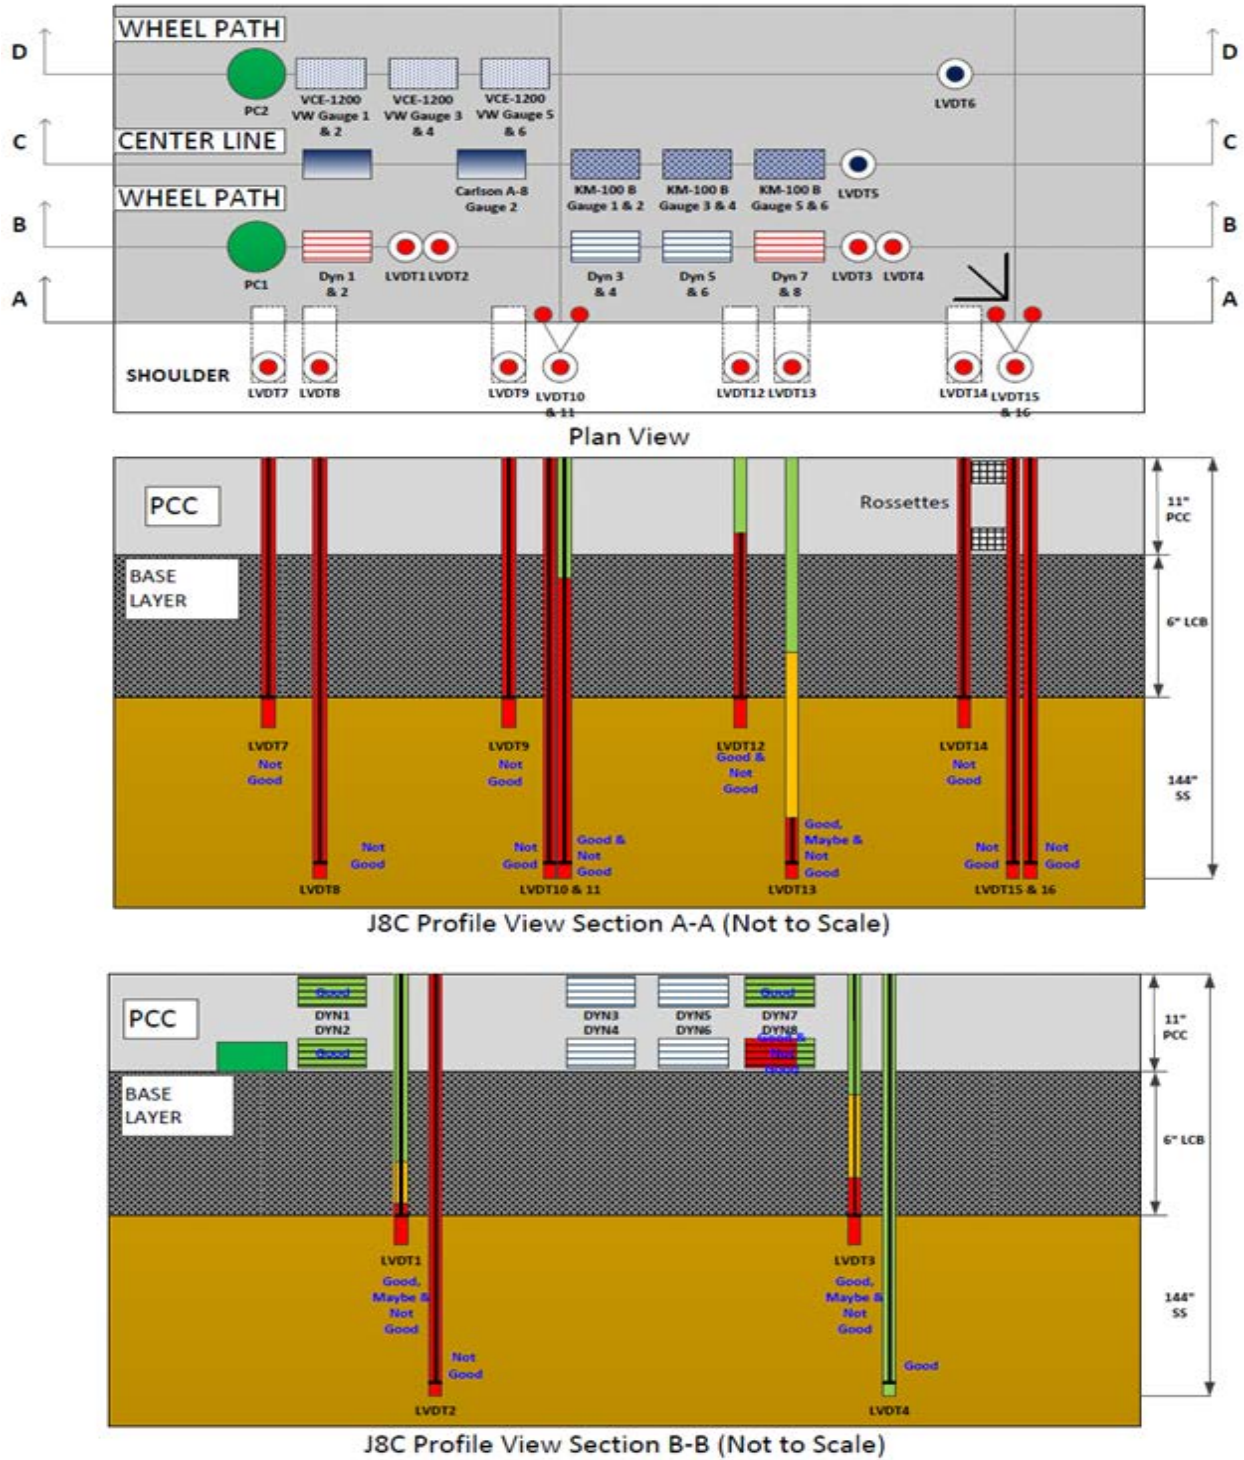 WHEEL PATH
D
D
PC2
VCE-1200
VW Gauge 1
& 2
VCE-1200
VW Gauge 3
& 4
VCE-1200
VW Gauge 5
& 6
LVDT6
C
CENTER LINE
C
Carlson A-8
Gauge 2
KM-100 B
Gauge 1 & 2
KM-100 B
Gauge 3 & 4
KM-100 B
Gauge 5 & 6
LVDT5
WHEEL PATH
B
B
PC1
Dyn 1
& 2
LVDT1
LVDT2
Dyn 3
& 4
Dyn 5
& 6
Dyn 7
& 8
LVDT3
LVDT4
A
A
SHOULDER
LVDT7
LVDT8
LVDT9
LVDT10
& 11
LVDT12
LVDT13
LVDT14
LVDT15
& 16
Plan View
PCC
Rossettes
11"
PCC
BASE
LAYER
6" LCB
LVDT7
Not
Good
LVDT9
Not
Good
LVDT12
Good &
Not
Good
LVDT14
Not
Good
144"
SS
Not
Good
LVDT8
Not
Good
Good &
Not
Good
LVDT10 & 11
Good,
Maybe &
Not
Good
LVDT13
Not
Good
Not
Good
LVDT15 & 16
J8C Profile View Section A-A (Not to Scale)
PCC
Good
DYN1
DYN2
Good
DYN3
DYN4
DYN5
DYN6
Good
DYN7
DYN8
Good &
Not
Good
11"
PCC
BASE
LAYER
6" LCB
LVDT1
Good,
Maybe &
Not
Good
LVDT3
Good,
Maybe &
Not
Good
144"
SS
Not
Good
LVDT2
Good
LVDT4
J8C Profile View Section B-B (Not to Scale)